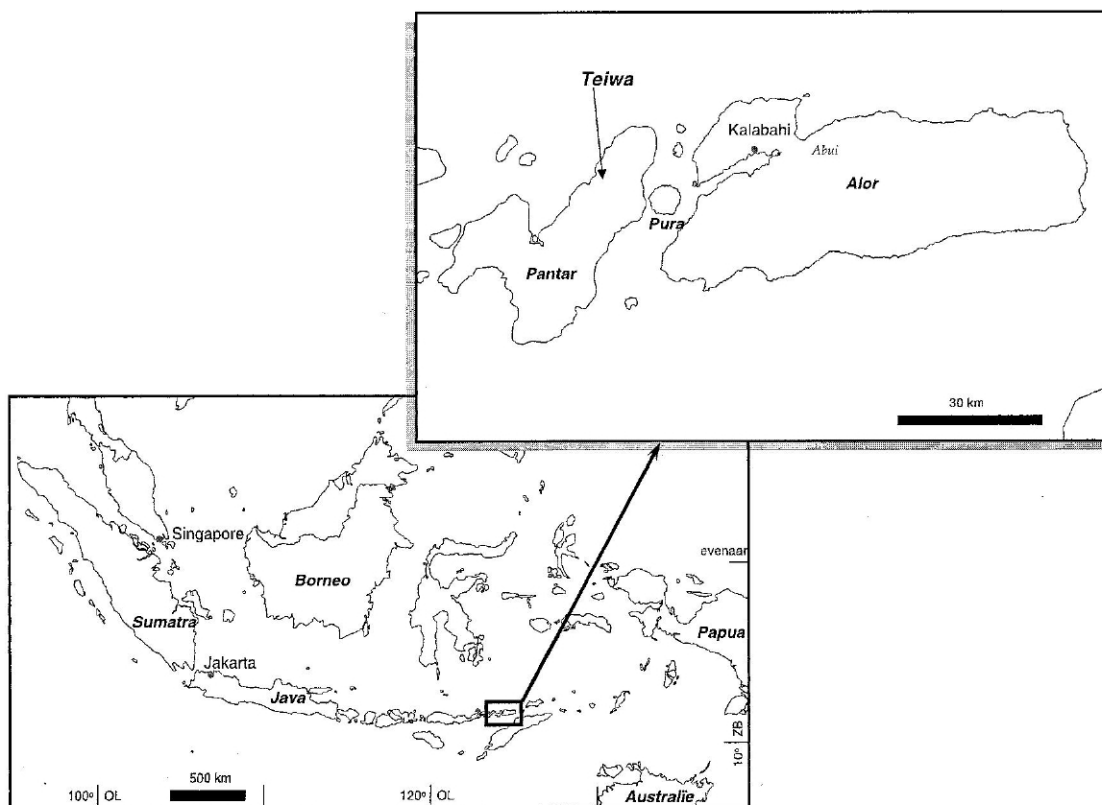 Teiwa
Kalabahi
Abui
Alor
Pura
Pantar
30 km
Singapore
evenaar
Borneo
Sumatra
Papua
Jakarta
Java
10° ZB
500 km
100° OL
120° OL
Australië